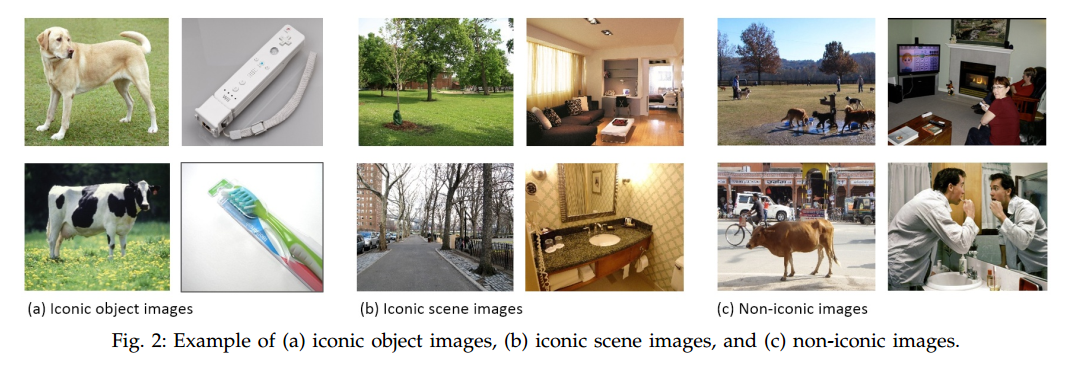 (a) Iconic object images
(b) Iconic scene images
(c) Non-iconic images
Fig. 2: Example of (a) iconic object images, (b) iconic scene images, and (c) non-iconic images.